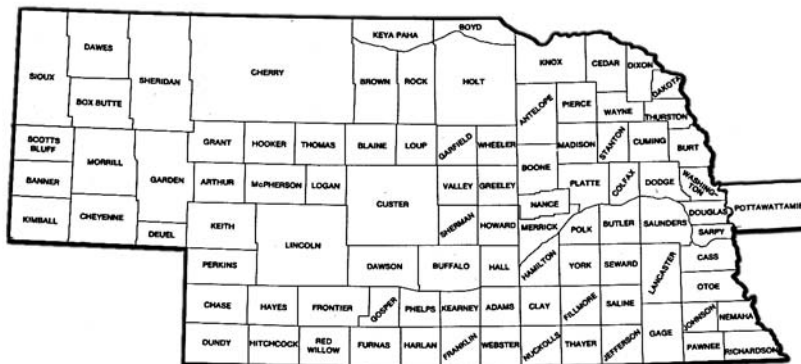 KEYA PAHA
BOYD
DAWES
SIOUX
SHERIDAN
CHERRY
BROWN
ROCK
HOLT
KNOX
CEDAR
DIXON
DAKOTA
BOX BUTTE
ANTELOPE
PIERCE
WAYNE
THURSTON
SCOTTS
BLUFF
MORRILL
GARDEN
GRANT
HOOKER
THOMAS
BLAINE
LOUP
GARFIELD
WHEELER
BOONE
MADISON
STANTON
CUMING
BURT
BANNER
ARTHUR
McPHERSON
LOGAN
CUSTER
VALLEY
GREELEY
NANCE
PLATTE
COLFAX
DODGE
WASHING-
TON
KIMBALL
CHEYENNE
DEUEL
KEITH
LINCOLN
SHERMAN
HOWARD
MERRICK
POLK
BUTLER
SAUNDERS
DOUGLAS
SARPY
POTTAWATTAMIE
PERKINS
DAWSON
BUFFALO
HALL
HAMILTON
YORK
SEWARD
LANCASTER
CASS
OTOE
CHASE
HAYES
FRONTIER
GOSPER
PHELPS
KEARNEY
ADAMS
CLAY
FILLMORE
SALINE
JOHNSON
NEMAHA
DUNDY
HITCHCOCK
RED
WILLOW
FURNAS
HARLAN
FRANKLIN
WEBSTER
NUCKOLLS
THAYER
JEFFERSON
GAGE
PAWNEE
RICHARDSON